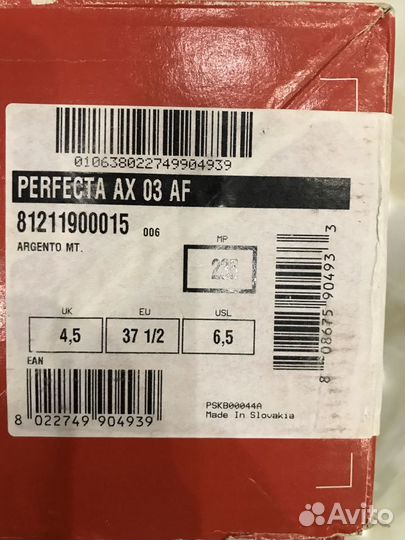 010638022749904939
PERFECTA AX 03 AF
81211900015 006
ARGENTO MT.
MP
UK EU USL
4,5 37 1/2 6,5
EAN
8 022749 904939
PSKB00044A
Made In Slovakia
8 08675 90493 3
Avito